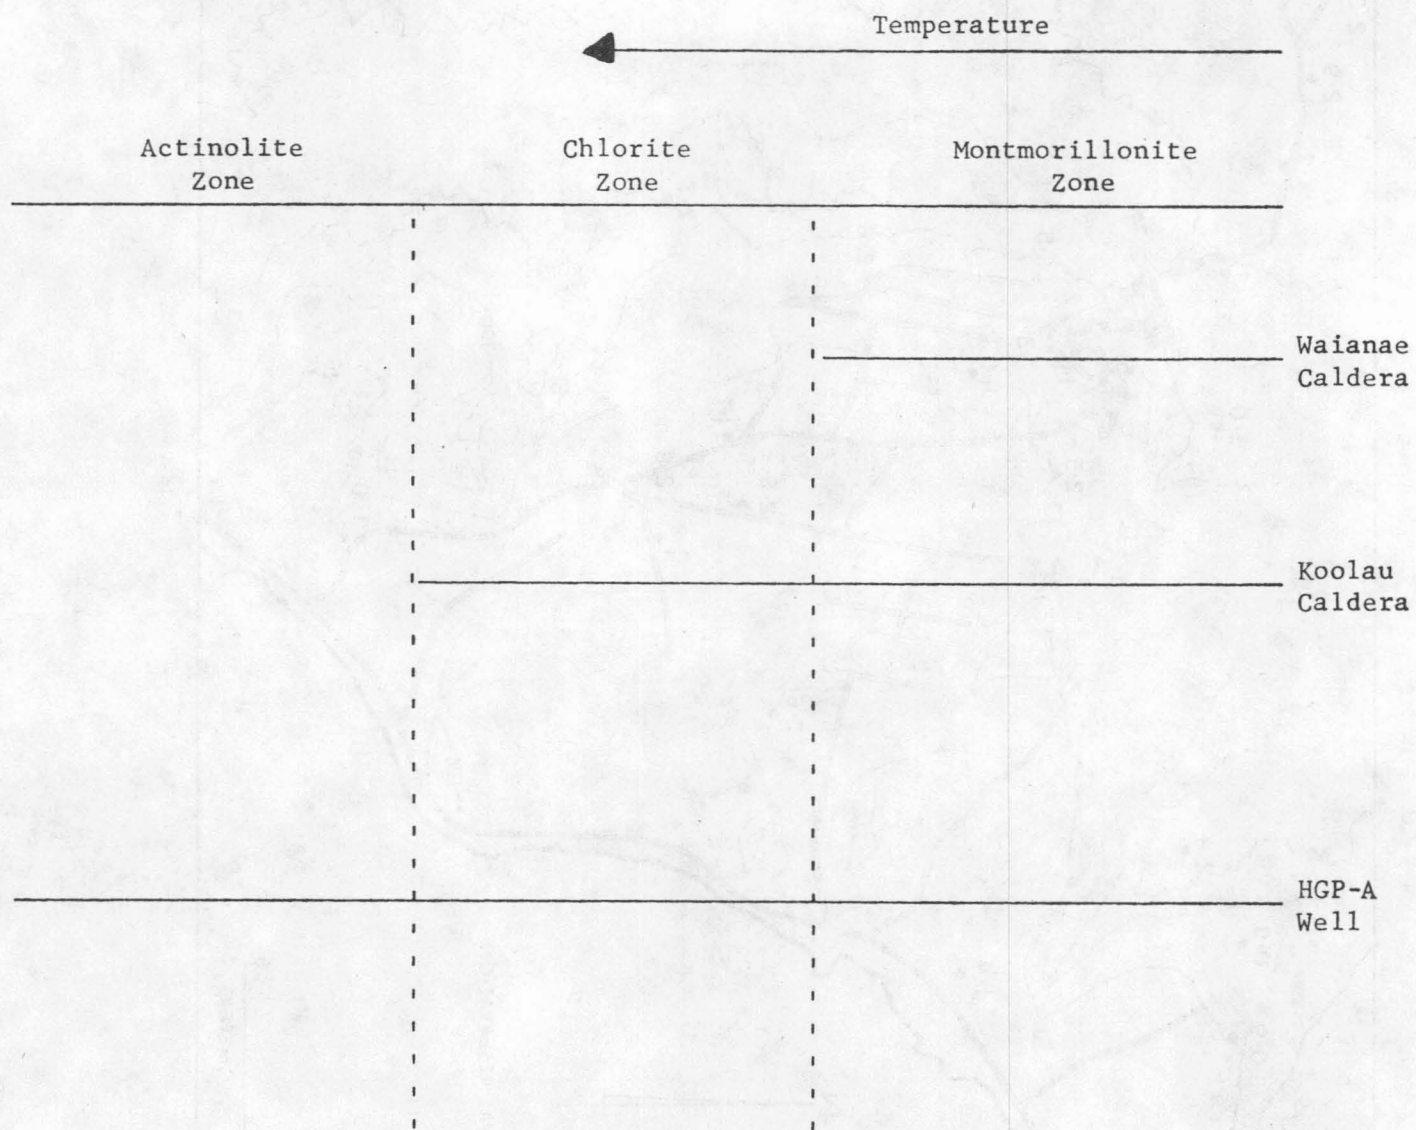 Temperature
Actinolite
Zone
Chlorite
Zone
Montmorillonite
Zone
Waianae
Caldera
Koolau
Caldera
HGP-A
Well